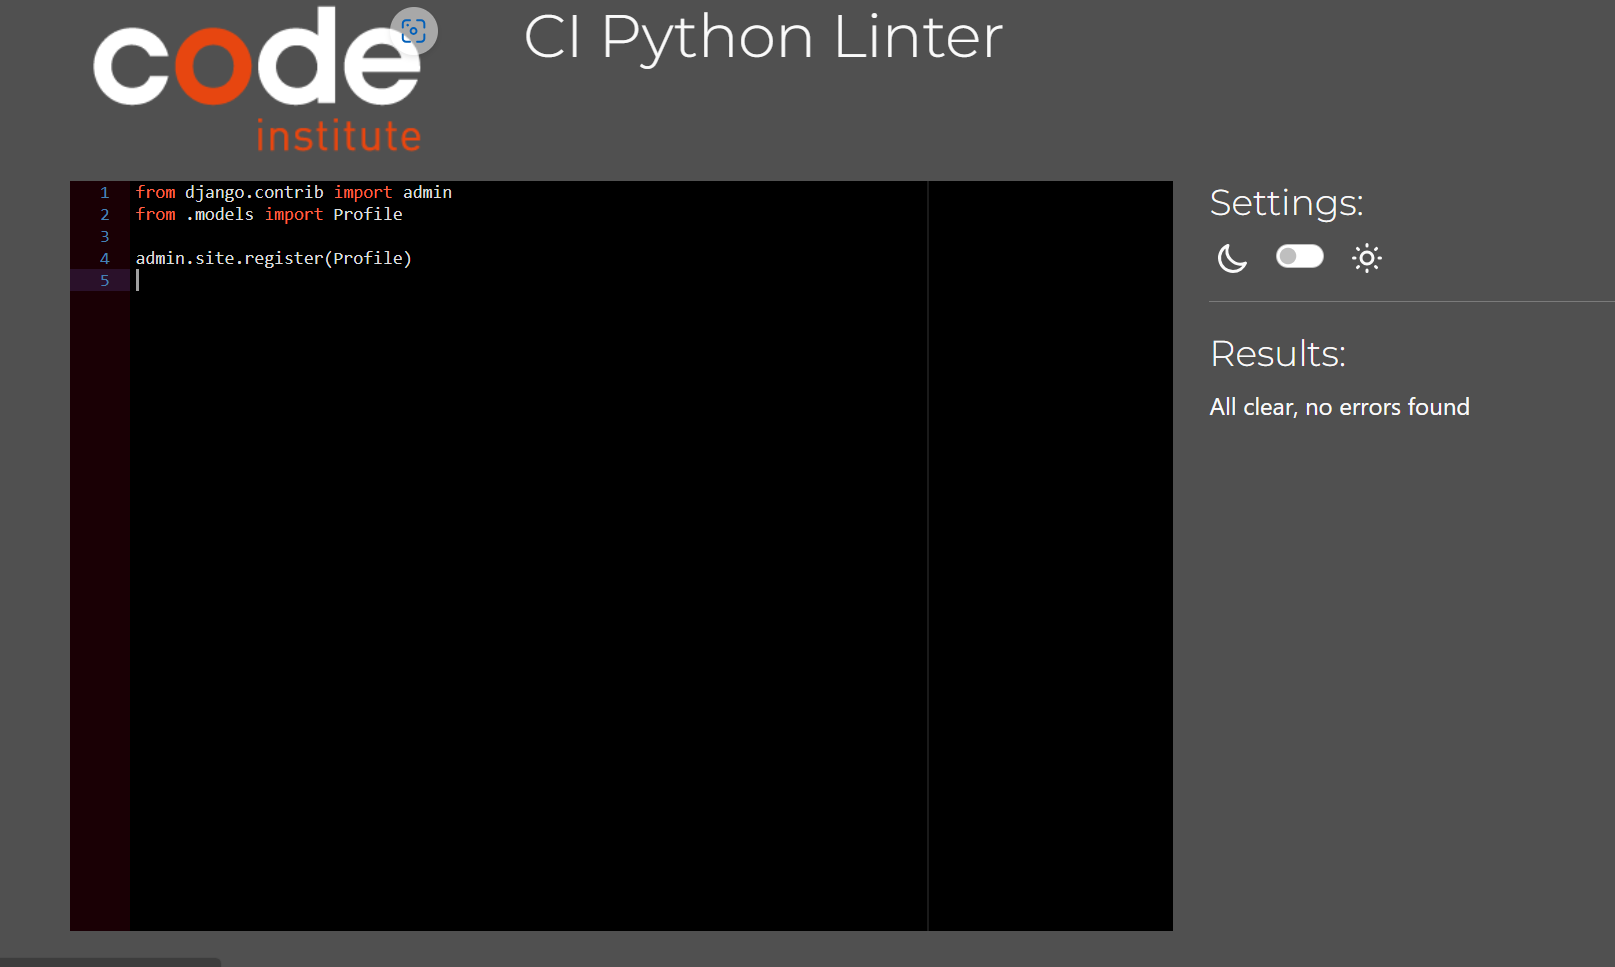 code
institute
CI Python Linter
1 from django.contrib import admin
2 from .models import Profile
3
4 admin.site.register(Profile)
5
Settings:
Results:
All clear, no errors found